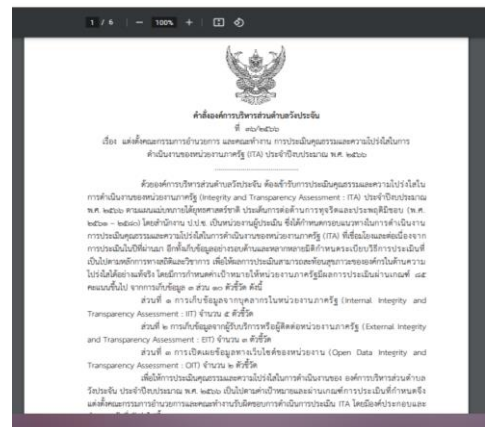 1 / 6 | — 100% +
คำสั่งองค์การบริหารส่วนตำบลวังประจัน
ที่ ๓๖/๒๕๖๖
เรื่อง แต่งตั้งคณะกรรมการอำนวยการ และคณะทำงาน การประเมินคุณธรรมและความโปร่งใสในการ
ดำเนินงานของหน่วยงานภาครัฐ (ITA) ประจำปีงบประมาณ พ.ศ. ๒๕๖๖
ด้วยองค์การบริหารส่วนตำบลวังประจัน ต้องเข้ารับการประเมินคุณธรรมและความโปร่งใสใน
การดำเนินงานของหน่วยงานภาครัฐ (Integrity and Transparency Assessment : ITA) ประจำปีงบประมาณ
พ.ศ. ๒๕๖๖ ตามแผนแม่บทภายใต้ยุทธศาสตร์ชาติ ประเด็นการต่อต้านการทุจริตและประพฤติมิชอบ (พ.ศ.
๒๕๖๑ - ๒๕๘๐) โดยสำนักงาน ป.ป.ช. เป็นหน่วยงานผู้ประเมิน ซึ่งได้กำหนดกรอบแนวทางในการดำเนินงาน
การประเมินคุณธรรมและความโปร่งใสในการดำเนินงานของหน่วยงานภาครัฐ (ITA) ที่เชื่อมโยงและต่อเนื่องจาก
การประเมินในปีที่ผ่านมา อีกทั้งเก็บข้อมูลอย่างรอบด้านและหลากหลายมิติกำหนดระเบียบวิธีการประเมินที่
เป็นไปตามหลักการทางสถิติและวิชาการ เพื่อให้ผลการประเมินสามารถสะท้อนสุขภาวะขององค์กรในด้านความ
โปร่งใสได้อย่างแท้จริง โดยมีการกำหนดค่าเป้าหมายให้หน่วยงานภาครัฐมีผลการประเมินผ่านเกณฑ์ ๘๕
คะแนนขึ้นไป จากการเก็บข้อมูล ๓ ส่วน ๑๐ ตัวชี้วัด ดังนี้
ส่วนที่ ๑ การเก็บข้อมูลจากบุคลากรในหน่วยงานภาครัฐ (Internal Integrity and
Transparency Assessment : IIT) จำนวน ๕ ตัวชี้วัด
ส่วนที่ ๒ การเก็บข้อมูลจากผู้รับบริการหรือผู้ติดต่อหน่วยงานภาครัฐ (External Integrity
and Transparency Assessment : EIT) จำนวน ๓ ตัวชี้วัด
ส่วนที่ ๓ การเปิดเผยข้อมูลทางเว็บไซต์ของหน่วยงาน (Open Data Integrity and
Transparency Assessment : OIT) จำนวน ๒ ตัวชี้วัด
เพื่อให้การประเมินคุณธรรมและความโปร่งใสในการดำเนินงานของ องค์การบริหารส่วนตำบล
วังประจัน ประจำปีงบประมาณ พ.ศ. ๒๕๖๖ เป็นไปตามค่าเป้าหมายและผ่านเกณฑ์การประเมินที่กำหนดจึง
แต่งตั้งคณะกรรมการอำนวยการและคณะทำงานรับผิดชอบการดำเนินการประเมิน ITA โดยมีองค์ประกอบและ